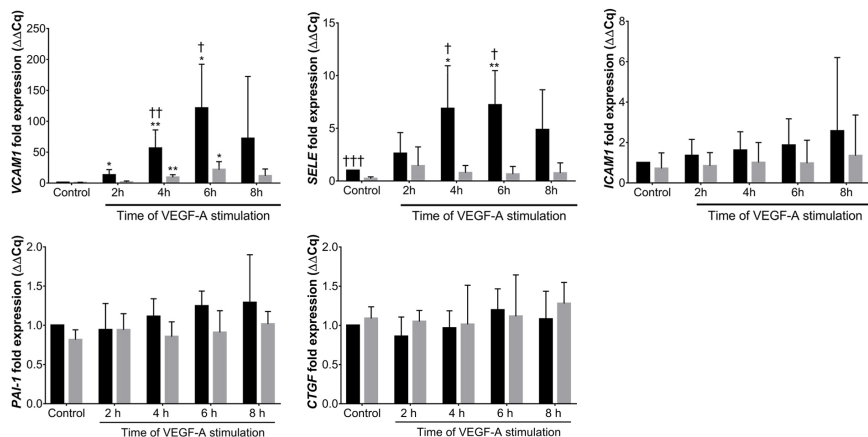 VCAM1 fold expression (ΔΔCq)
250
200
150
100
50
0
*
††
**
**
†
*
*
Control 2h 4h 6h 8h
Time of VEGF-A stimulation
SELE fold expression (ΔΔCq)
15
10
5
0
†††
†
*
†
**
Control 2h 4h 6h 8h
Time of VEGF-A stimulation
ICAM1 fold expression (ΔΔCq)
8
6
4
2
0
Control 2h 4h 6h 8h
Time of VEGF-A stimulation
PAI-1 fold expression (ΔΔCq)
2.0
1.5
1.0
0.5
0.0
Control 2 h 4 h 6 h 8 h
Time of VEGF-A stimulation
CTGF fold expression (ΔΔCq)
2.0
1.5
1.0
0.5
0.0
Control 2 h 4 h 6 h 8 h
Time of VEGF-A stimulation